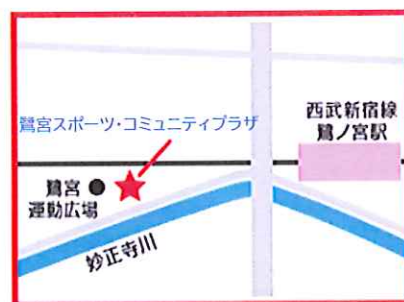 西武新宿線
鷺ノ宮駅
鷺宮スポーツ・コミュニティプラザ
鷺宮
運動広場
妙正寺川